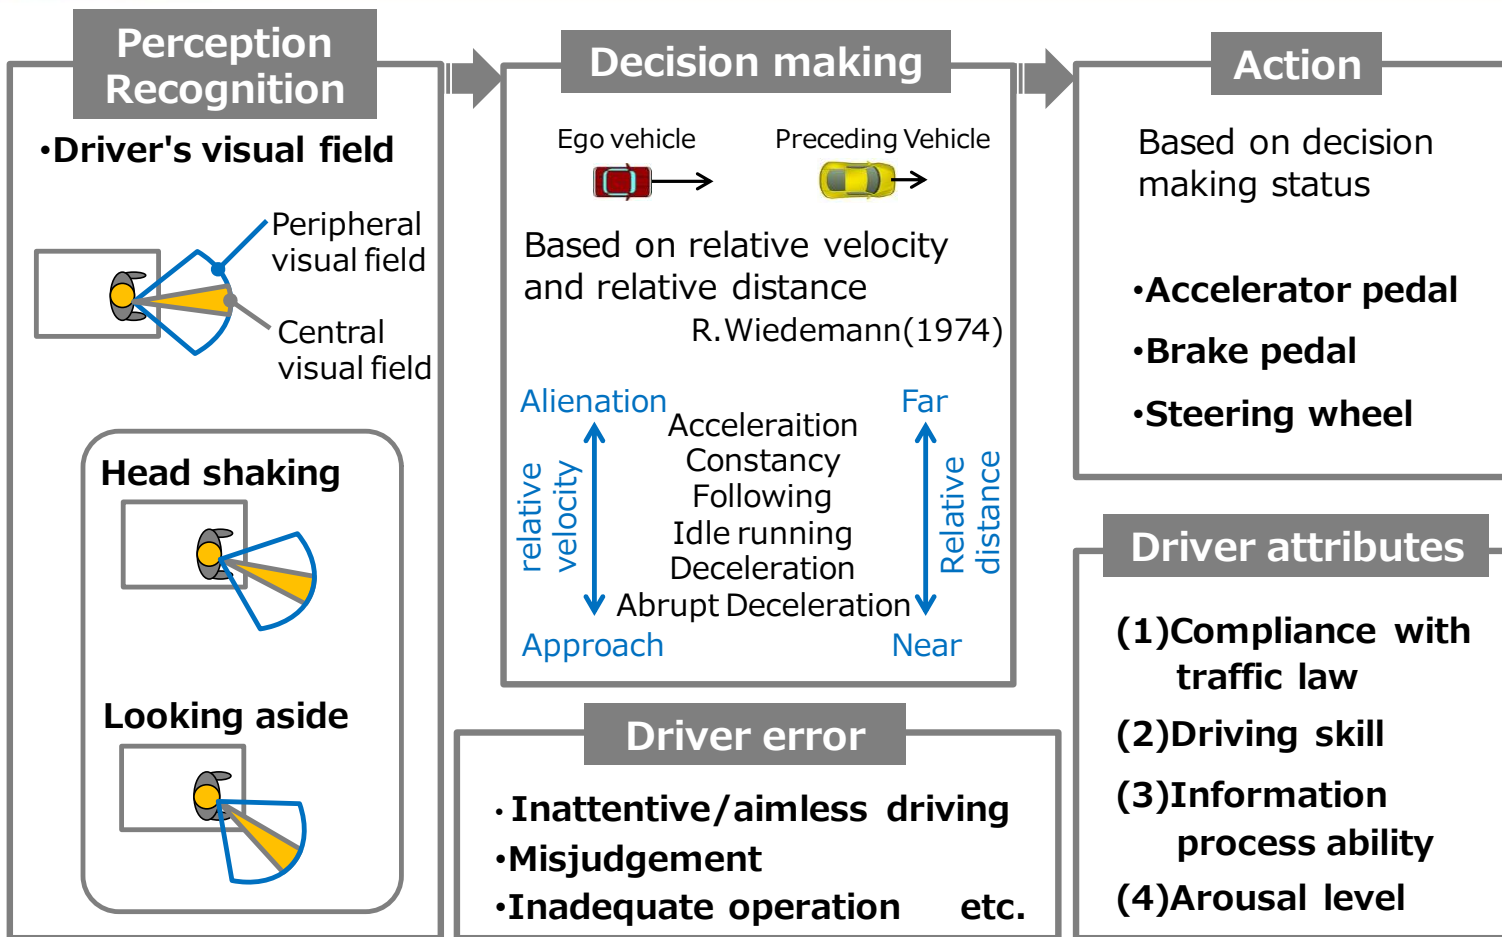 Perception
Recognition
•Driver's visual field
Peripheral
visual field
Central
visual field
Head shaking
Looking aside
Decision making
Ego vehicle
Preceding Vehicle
Based on relative velocity
and relative distance
R.Wiedemann(1974)
Alienation
Far
relative
velocity
Acceleraition
Constancy
Following
Idle running
Deceleration
Abrupt Deceleration
Relative
distance
Approach
Near
Driver error
・Inattentive/aimless driving
•Misjudgement
•Inadequate operation etc.
Action
Based on decision
making status
•Accelerator pedal
•Brake pedal
•Steering wheel
Driver attributes
(1)Compliance with
traffic law
(2)Driving skill
(3)Information
process ability
(4)Arousal level